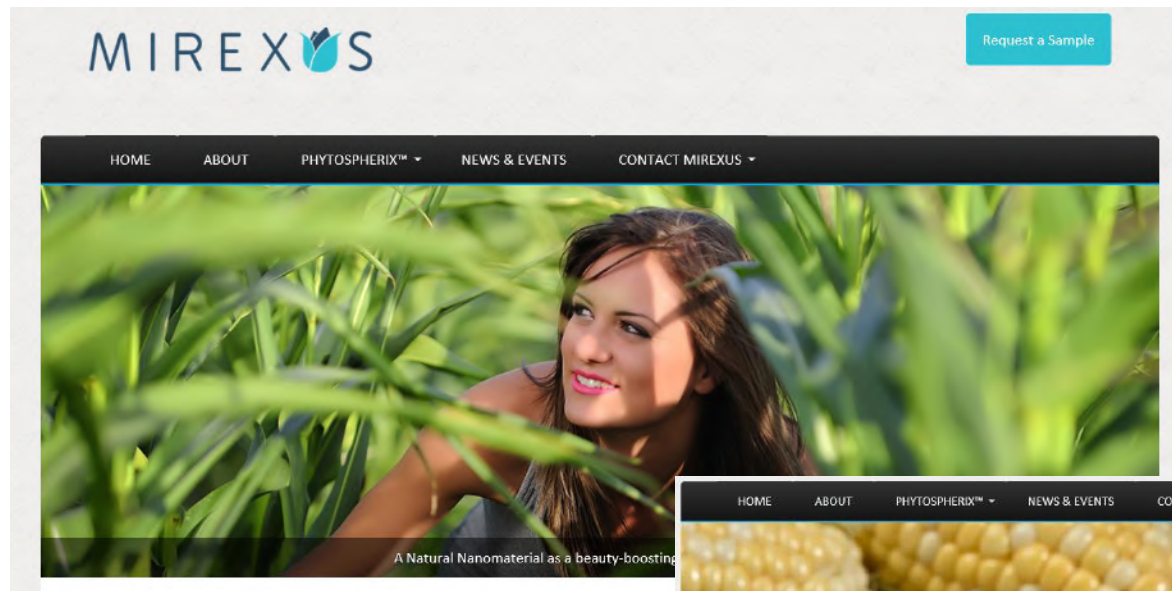 MIREXUS
Request a Sample
HOME ABOUT PHYTOSPHERIX™ NEWS & EVENTS CONTACT MIREXUS
A Natural Nanomaterial as a beauty-boosting
HOME ABOUT PHYTOSPHERIX™ NEWS & EVENTS CO